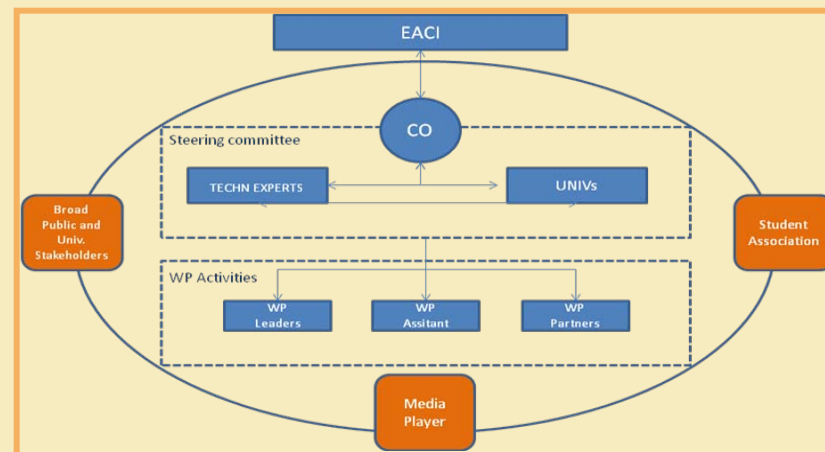 EACI
CO
Steering committee
TECHN EXPERTS
UNIVs
Broad
Public and
Univ.
Stakeholders
Student
Association
WP Activities
WP
Leaders
WP
Assitant
WP
Partners
Media
Player